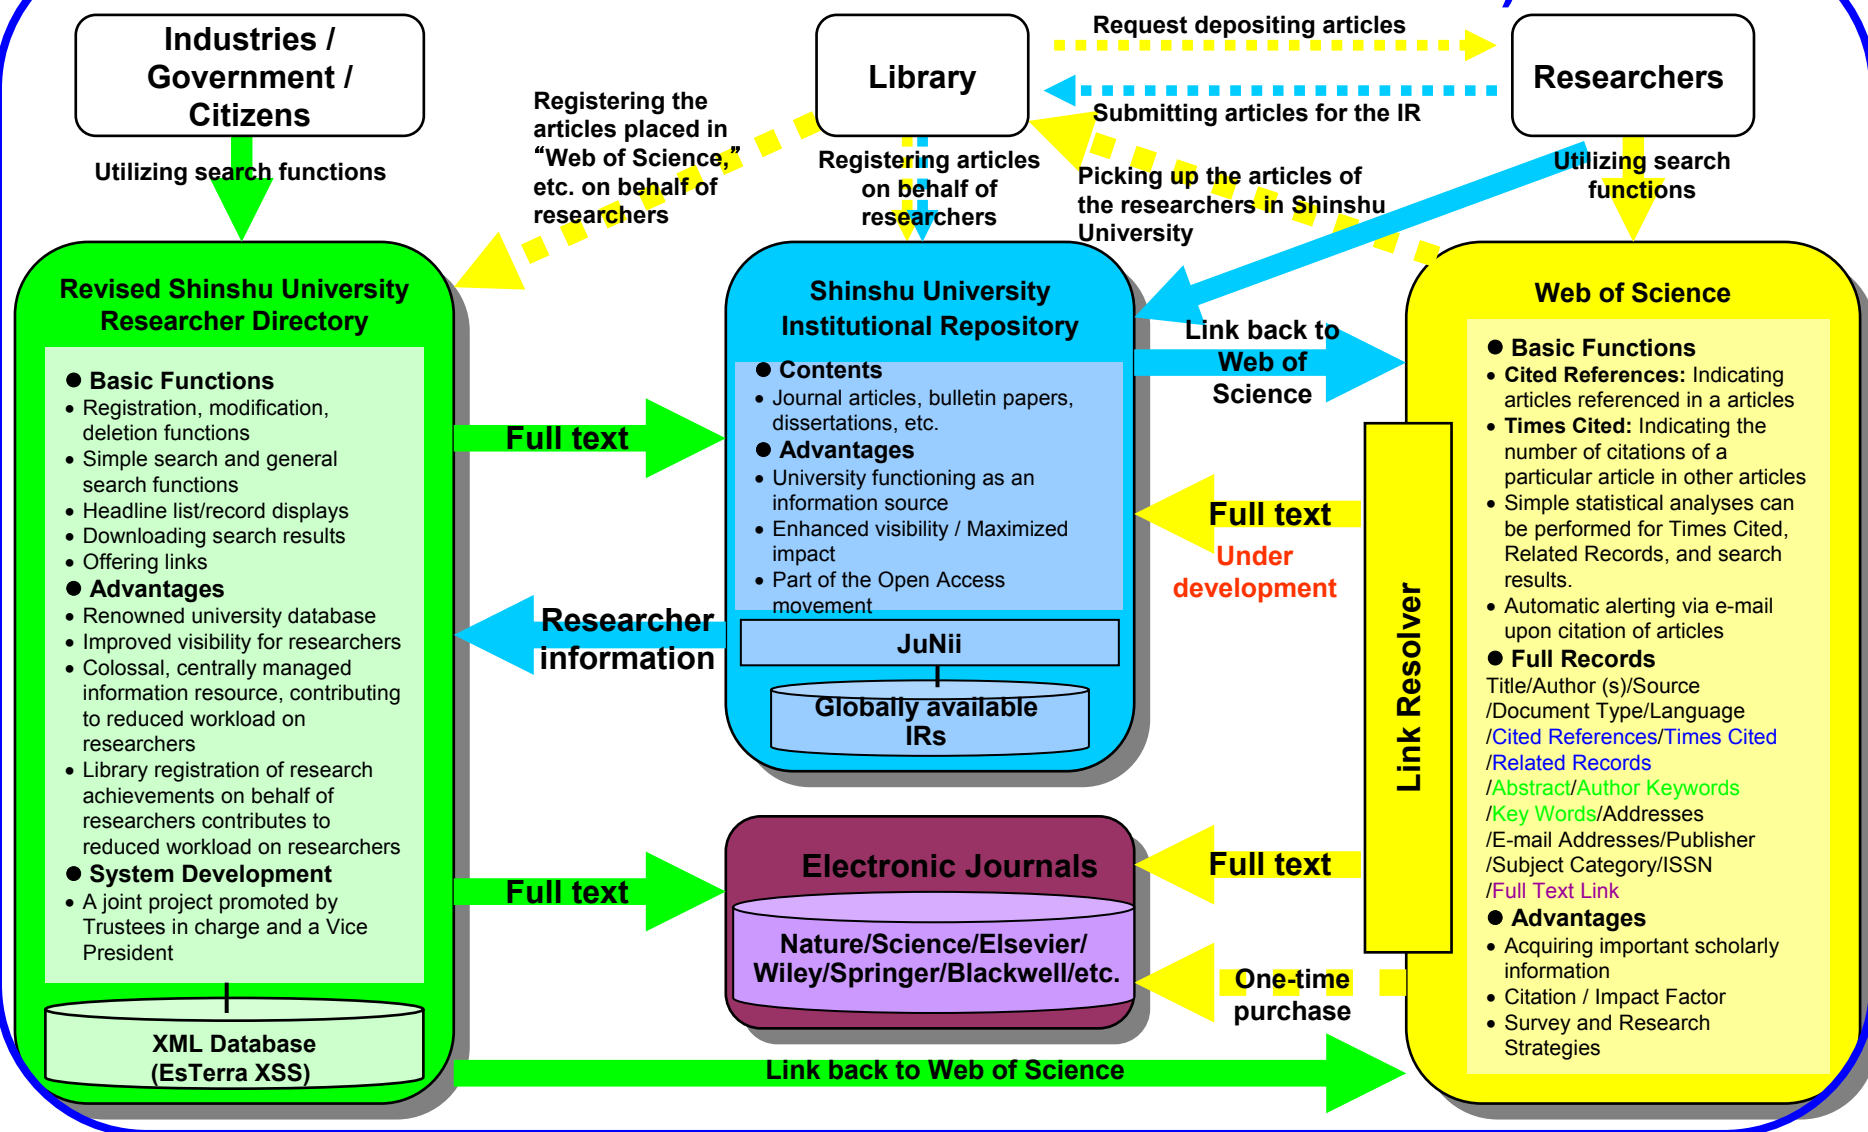 Industries /
Government /
Citizens
Library
Researchers
Request depositing articles
Submitting articles for the IR
Utilizing search functions
Registering the
articles placed in
“Web of Science,”
etc. on behalf of
researchers
Registering articles
on behalf of
researchers
Picking up the articles of
the researchers in Shinshu
University
Utilizing search
functions
Revised Shinshu University
Researcher Directory
● Basic Functions
• Registration, modification,
deletion functions
• Simple search and general
search functions
• Headline list/record displays
• Downloading search results
• Offering links
● Advantages
• Renowned university database
• Improved visibility for researchers
• Colossal, centrally managed
information resource, contributing
to reduced workload on
researchers
• Library registration of research
achievements on behalf of
researchers contributes to
reduced workload on researchers
● System Development
• A joint project promoted by
Trustees in charge and a Vice
President
XML Database
(EsTerra XSS)
Full text
Researcher
information
Full text
Shinshu University
Institutional Repository
● Contents
• Journal articles, bulletin papers,
dissertations, etc.
● Advantages
• University functioning as an
information source
• Enhanced visibility / Maximized
impact
• Part of the Open Access
movement
JuNii
Globally available
IRs
Electronic Journals
Nature/Science/Elsevier/
Wiley/Springer/Blackwell/etc.
Link back to
Web of
Science
Full text
Under
development
Full text
One-time
purchase
Link back to Web of Science
Link Resolver
Web of Science
● Basic Functions
• Cited References: Indicating
articles referenced in a articles
• Times Cited: Indicating the
number of citations of a
particular article in other articles
• Simple statistical analyses can
be performed for Times Cited,
Related Records, and search
results.
• Automatic alerting via e-mail
upon citation of articles
● Full Records
Title/Author (s)/Source
/Document Type/Language
/Cited References/Times Cited
/Related Records
/Abstract/Author Keywords
/Key Words/Addresses
/E-mail Addresses/Publisher
/Subject Category/ISSN
/Full Text Link
● Advantages
• Acquiring important scholarly
information
• Citation / Impact Factor
• Survey and Research
Strategies